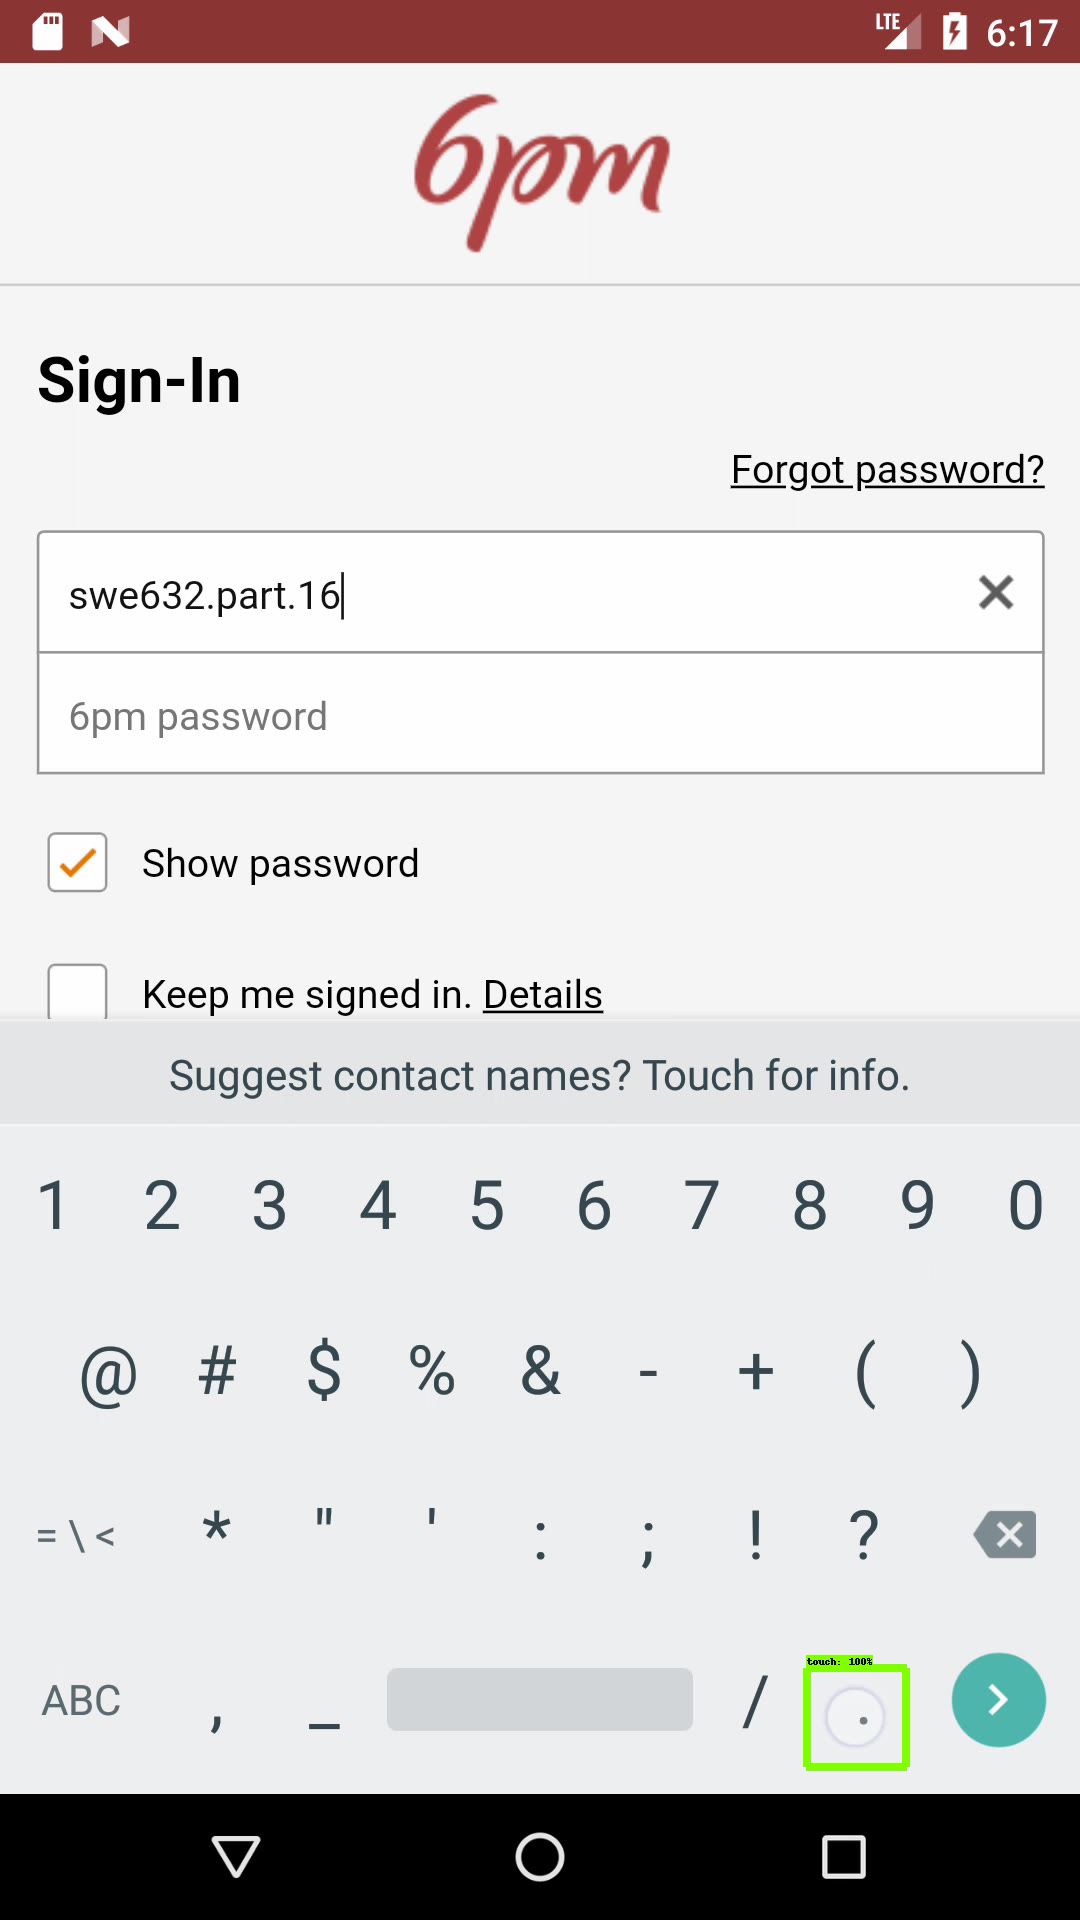 LTE 6:17
6pm
Sign-In
Forgot password?
swe632.part.16
6pm password
Show password
Keep me signed in. Details
Suggest contact names? Touch for info.
1 2 3 4 5 6 7 8 9 0
@ # $ % & - + ( )
= \ < * " ' : ; ! ?
touch: 100%
ABC , _ / .